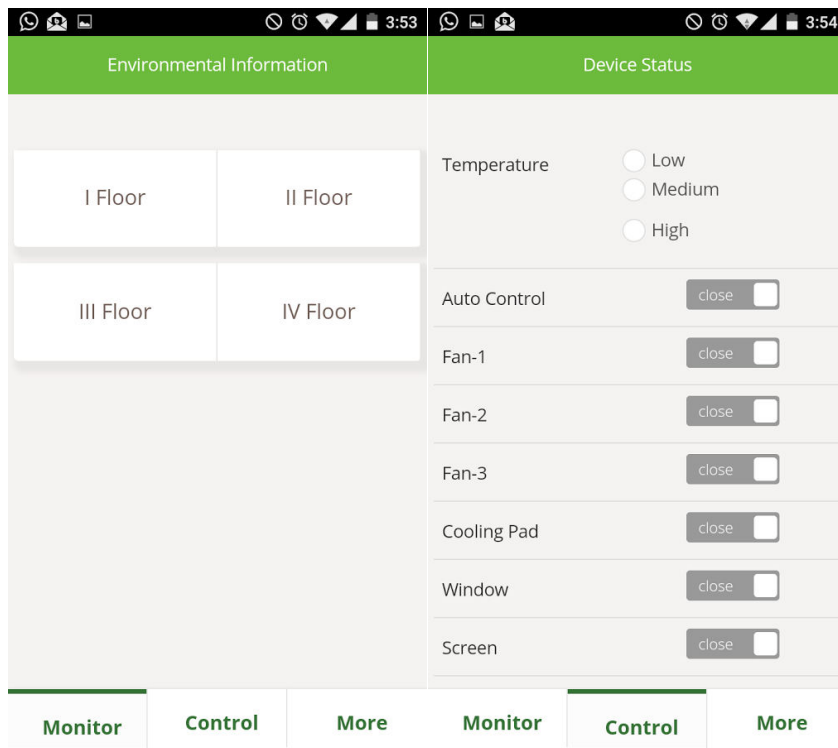 3:53
Environmental Information
I Floor
II Floor
III Floor
IV Floor
Monitor
Control
More
3:54
Device Status
Temperature
Low
Medium
High
Auto Control
close
Fan-1
close
Fan-2
close
Fan-3
close
Cooling Pad
close
Window
close
Screen
close
Monitor
Control
More